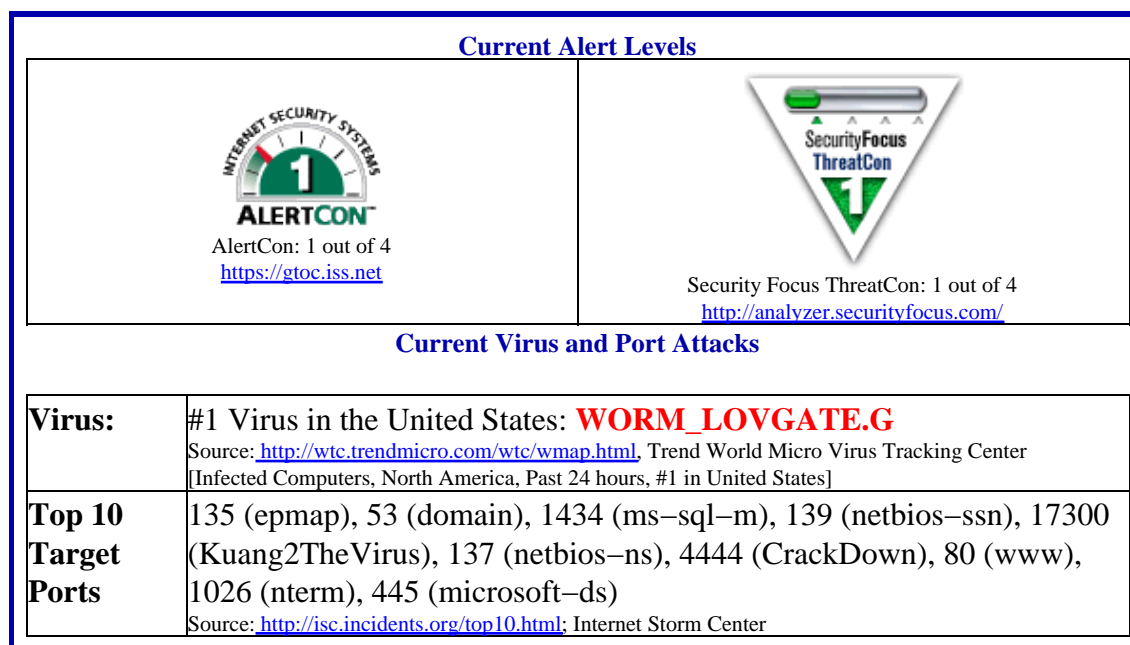 Current Alert Levels
INTERNET SECURITY SYSTEMS
1
ALERTCON™
AlertCon: 1 out of 4
https://gtoc.iss.net
SecurityFocus
ThreatCon
1
Security Focus ThreatCon: 1 out of 4
http://analyzer.securityfocus.com/
Current Virus and Port Attacks
Virus:
#1 Virus in the United States: WORM_LOVGATE.G
Source: http://wtc.trendmicro.com/wtc/wmap.html, Trend World Micro Virus Tracking Center
[Infected Computers, North America, Past 24 hours, #1 in United States]
Top 10
Target
Ports
135 (epmap), 53 (domain), 1434 (ms−sql−m), 139 (netbios−ssn), 17300
(Kuang2TheVirus), 137 (netbios−ns), 4444 (CrackDown), 80 (www),
1026 (nterm), 445 (microsoft−ds)
Source: http://isc.incidents.org/top10.html; Internet Storm Center